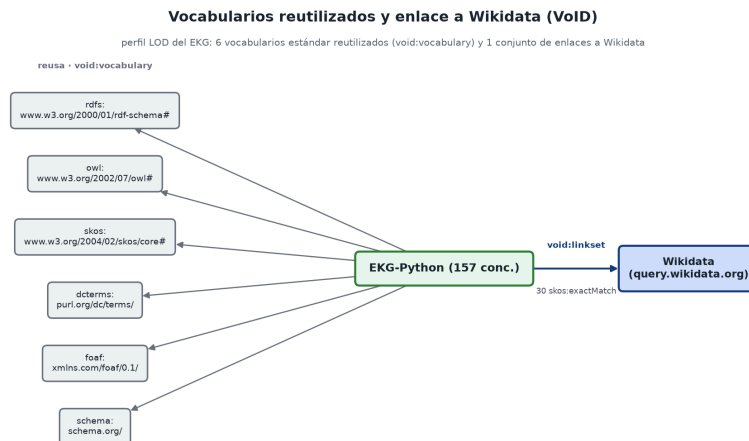 Vocabularios reutilizados y enlace a Wikidata (VoID)
perfil LOD del EKG: 6 vocabularios estándar reutilizados (void:vocabulary) y 1 conjunto de enlaces a Wikidata
reusa · void:vocabulary
rdfs:
www.w3.org/2000/01/rdf-schema#
owl:
www.w3.org/2002/07/owl#
skos:
www.w3.org/2004/02/skos/core#
dcterms:
purl.org/dc/terms/
foaf:
xmlns.com/foaf/0.1/
schema:
schema.org/
EKG-Python (157 conc.)
void:linkset
30 skos:exactMatch
Wikidata
(query.wikidata.org)